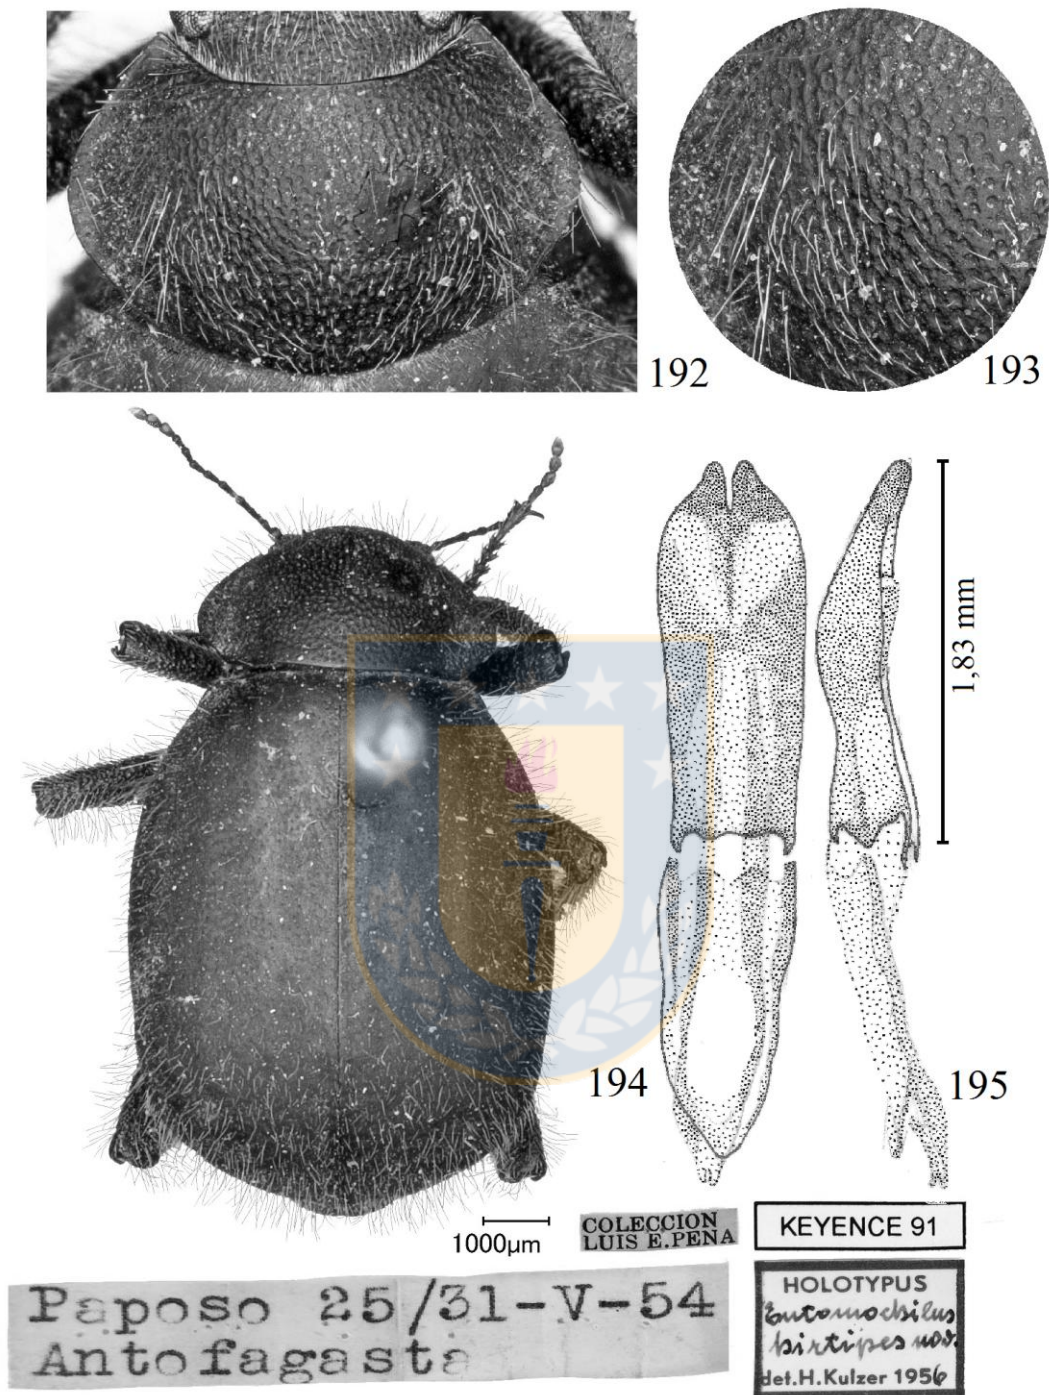 192
193
1,83 mm
194
195
1000µm
COLECCION
LUIS E.PENA
KEYENCE 91
Paposo 25/31-V-54
Antofagasta
HOLOTYPUS
Entomochilus
hirtipes nov.
det.H.Kulzer 1956